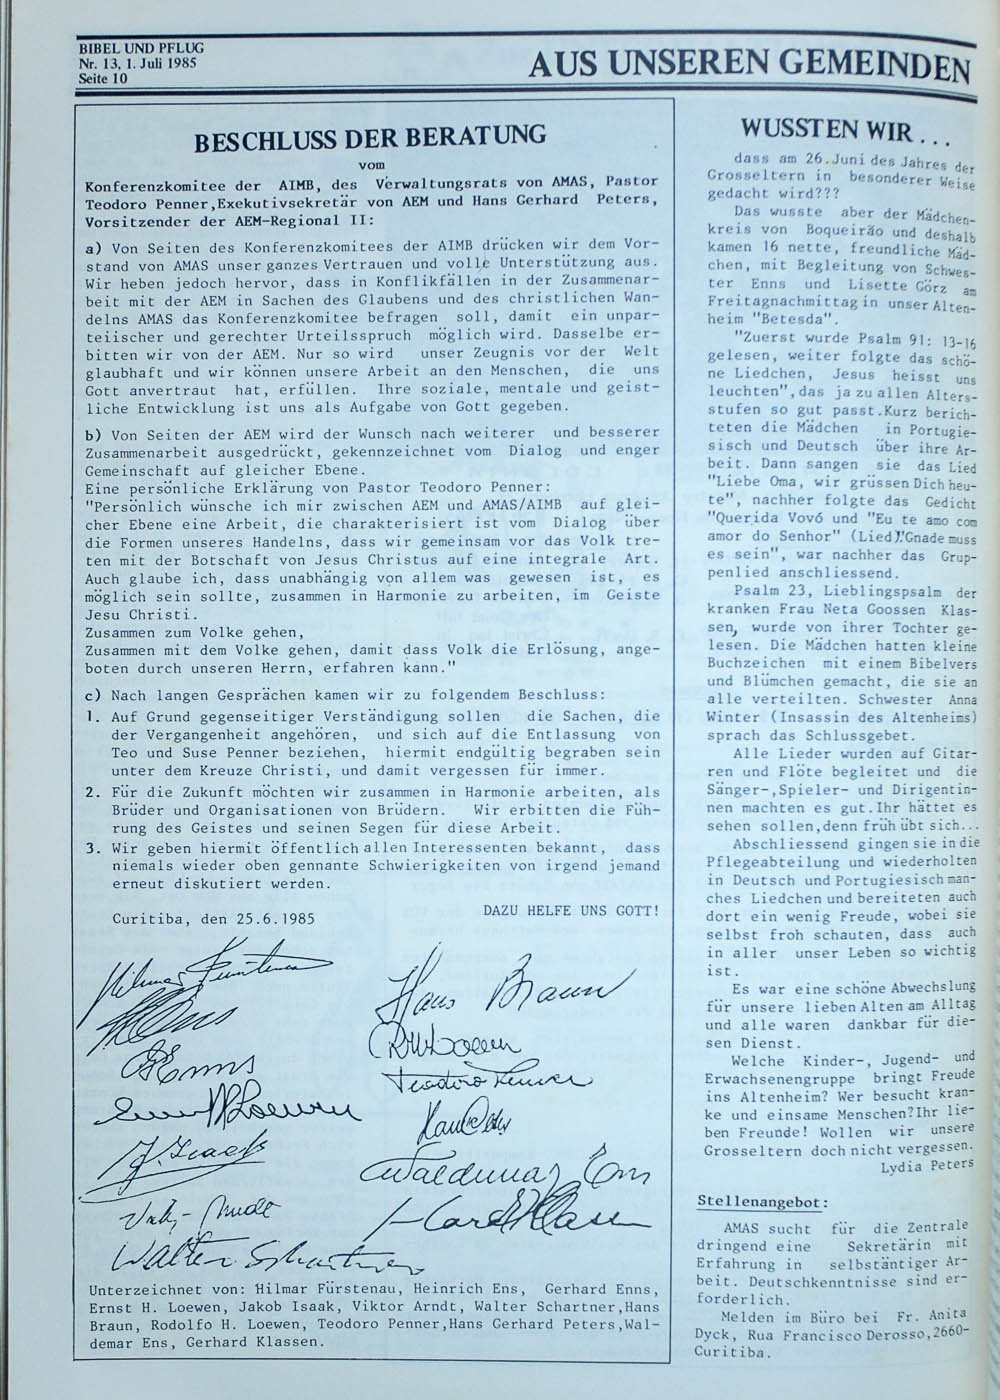 BIBEL UND PFLUG
Nr. 13, 1. Juli 1985
Seite 10
AUS UNSEREN GEMEINDEN
BESCHLUSS DER BERATUNG
vom
Konferenzkomitee der AIMB, des Verwaltungsrats von AMAS, Pastor
Teodoro Penner,Exekutivsekretär von AEM und Hans Gerhard Peters,
Vorsitzender der AEM-Regional II:
a) Von Seiten des Konferenzkomitees der AIMB drücken wir dem Vor-
stand von AMAS unser ganzes Vertrauen und volle Unterstützung aus.
Wir heben jedoch hervor, dass in Konflikfällen in der Zusammenar-
beit mit der AEM in Sachen des Glaubens und des christlichen Wan-
delns AMAS das Konferenzkomitee befragen soll, damit ein unpar-
teiischer und gerechter Urteilsspruch möglich wird. Dasselbe er-
bitten wir von der AEM. Nur so wird unser Zeugnis vor der Welt
glaubhaft und wir können unsere Arbeit an den Menschen, die uns
Gott anvertraut hat, erfüllen. Ihre soziale, mentale und geist-
liche Entwicklung ist uns als Aufgabe von Gott gegeben.
b) Von Seiten der AEM wird der Wunsch nach weiterer und besserer
Zusammenarbeit ausgedrückt, gekennzeichnet vom Dialog und enger
Gemeinschaft auf gleicher Ebene.
Eine persönliche Erklärung von Pastor Teodoro Penner:
"Persönlich wünsche ich mir zwischen AEM und AMAS/AIMB auf glei-
cher Ebene eine Arbeit, die charakterisiert ist vom Dialog über
die Formen unseres Handelns, dass wir gemeinsam vor das Volk tre-
ten mit der Botschaft von Jesus Christus auf eine integrale Art.
Auch glaube ich, dass unabhängig von allem was gewesen ist, es
möglich sein sollte, zusammen in Harmonie zu arbeiten, im Geiste
Jesu Christi.
Zusammen zum Volke gehen,
Zusammen mit dem Volke gehen, damit dass Volk die Erlösung, ange-
boten durch unseren Herrn, erfahren kann."
c) Nach langen Gesprächen kamen wir zu folgendem Beschluss:
1. Auf Grund gegenseitiger Verständigung sollen die Sachen, die
der Vergangenheit angehören, und sich auf die Entlassung von
Teo und Suse Penner beziehen, hiermit endgültig begraben sein
unter dem Kreuze Christi, und damit vergessen für immer.
2. Für die Zukunft möchten wir zusammen in Harmonie arbeiten, als
Brüder und Organisationen von Brüdern. Wir erbitten die Füh-
rung des Geistes und seinen Segen für diese Arbeit.
3. Wir geben hiermit öffentlich allen Interessenten bekannt, dass
niemals wieder oben gennante Schwierigkeiten von irgend jemand
erneut diskutiert werden.
DAZU HELFE UNS GOTT!
Curitiba, den 25.6.1985
Hilmar Fürstenau
Hans Braun
HEns
RHLoewen
GEnns
Teodoro Penner
Ernst H Loewen
Hans G Peters
J. Isaak
Waldemar Ens
Viktor Arndt
Gerhard Klassen
Walter Schartner
Unterzeichnet von: Hilmar Fürstenau, Heinrich Ens, Gerhard Enns,
Ernst H. Loewen, Jakob Isaak, Viktor Arndt, Walter Schartner,Hans
Braun, Rodolfo H. Loewen, Teodoro Penner,Hans Gerhard Peters,Wal-
demar Ens, Gerhard Klassen.
WUSSTEN WIR...
dass am 26.Juni des Jahres der
Grosseltern in besonderer Weise
gedacht wird???
Das wusste aber der Mädchen-
kreis von Boqueirão und deshalb
kamen 16 nette, freundliche Mäd-
chen, mit Begleitung von Schwes-
ter Enns und Lisette Görz am
Freitagnachmittag in unser Alten-
heim "Betesda".
"Zuerst wurde Psalm 91: 13-16
gelesen, weiter folgte das schö-
ne Liedchen, Jesus heisst uns
leuchten",das ja zu allen Alters-
stufen so gut passt.Kurz berich-
teten die Mädchen in Portugie-
sisch und Deutsch über ihre Ar-
beit. Dann sangen sie das Lied
"Liebe Oma, wir grüssen Dich heu-
te", nachher folgte das Gedicht
"Querida Vovó und "Eu te amo com
amor do Senhor" (Lied)."Gnade muss
es sein", war nachher das Grup-
penlied anschliessend.
Psalm 23, Lieblingspsalm der
kranken Frau Neta Goossen Klas-
sen, wurde von ihrer Tochter ge-
lesen. Die Mädchen hatten kleine
Buchzeichen mit einem Bibelvers
und Blümchen gemacht, die sie an
alle verteilten. Schwester Anna
Winter (Insassin des Altenheims)
sprach das Schlussgebet.
Alle Lieder wurden auf Gitar-
ren und Flöte begleitet und die
Sänger-,Spieler- und Dirigentin-
nen machten es gut.Ihr hättet es
sehen sollen,denn früh übt sich...
Abschliessend gingen sie in die
Pflegeabteilung und wiederholten
in Deutsch und Portugiesisch man-
ches Liedchen und bereiteten auch
dort ein wenig Freude, wobei sie
selbst froh schauten, dass auch
in aller unser Leben so wichtig
ist.
Es war eine schöne Abwechslung
für unsere lieben Alten am Alltag
und alle waren dankbar für die-
sen Dienst.
Welche Kinder-, Jugend- und
Erwachsenengruppe bringt Freude
ins Altenheim? Wer besucht kran-
ke und einsame Menschen?Ihr lie-
ben Freunde! Wollen wir unsere
Grosseltern doch nicht vergessen.
Lydia Peters
Stellenangebot:
AMAS sucht für die Zentrale
dringend eine Sekretärin mit
Erfahrung in selbstäntiger Ar-
beit. Deutschkenntnisse sind er-
forderlich.
Melden im Büro bei Fr. Anita
Dyck, Rua Francisco Derosso,2660-
Curitiba.